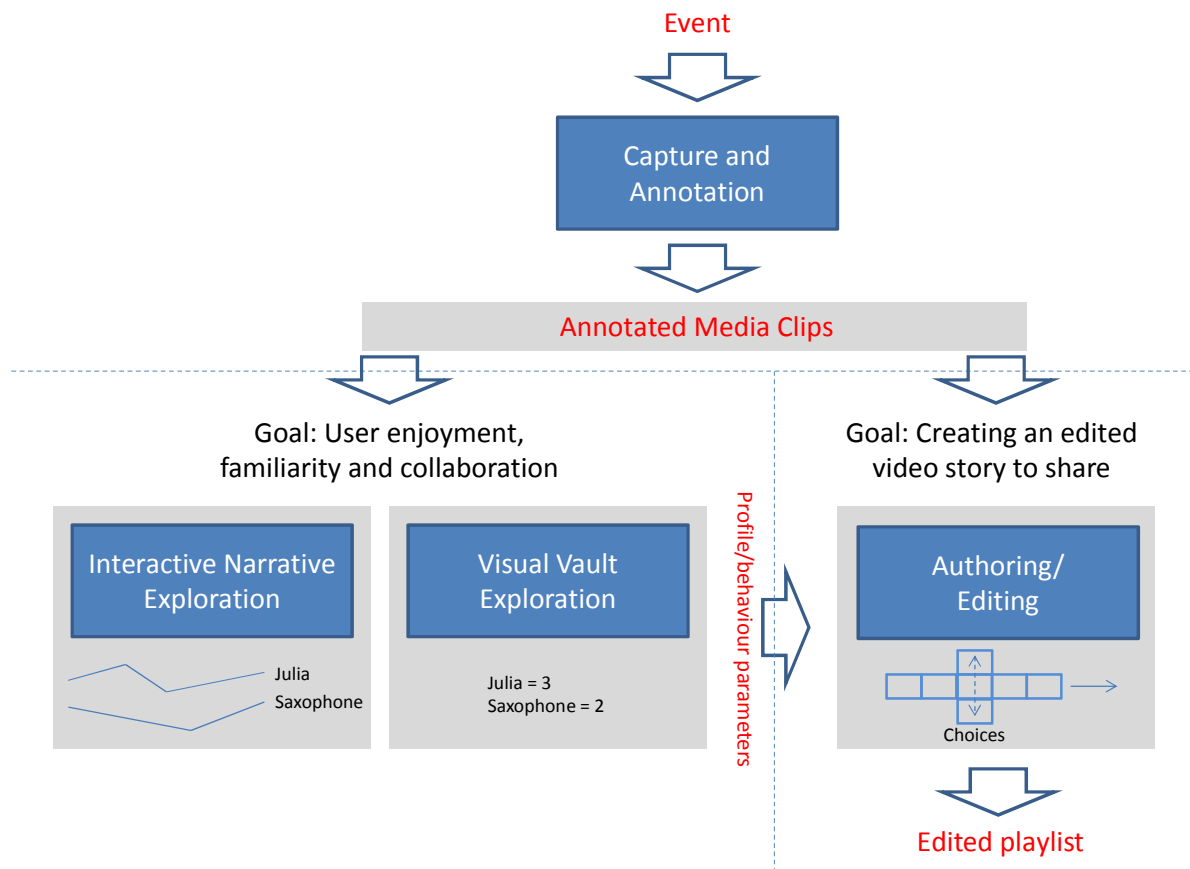 Event
Capture and
Annotation
Annotated Media Clips
Goal: User enjoyment,
familiarity and collaboration
Interactive Narrative
Exploration
Julia
Saxophone
Visual Vault
Exploration
Julia = 3
Saxophone = 2
Profile/behaviour parameters
Goal: Creating an edited
video story to share
Authoring/
Editing
Choices
Edited playlist